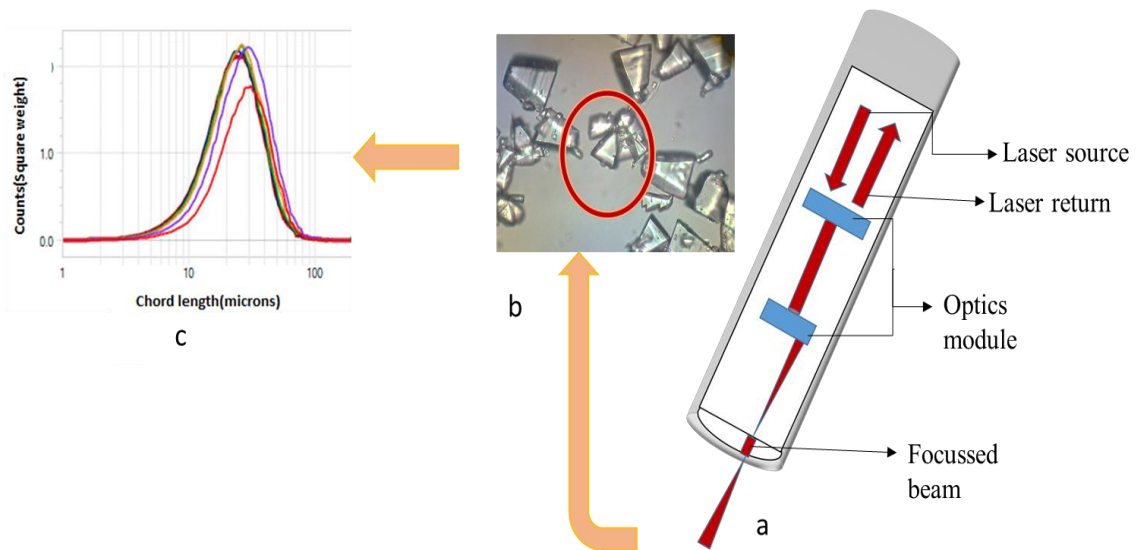 Counts(Square weight)
)
1.0
0.0
1
10
100
Chord length(microns)
c
b
a
Laser source
Laser return
Optics
module
Focussed
beam